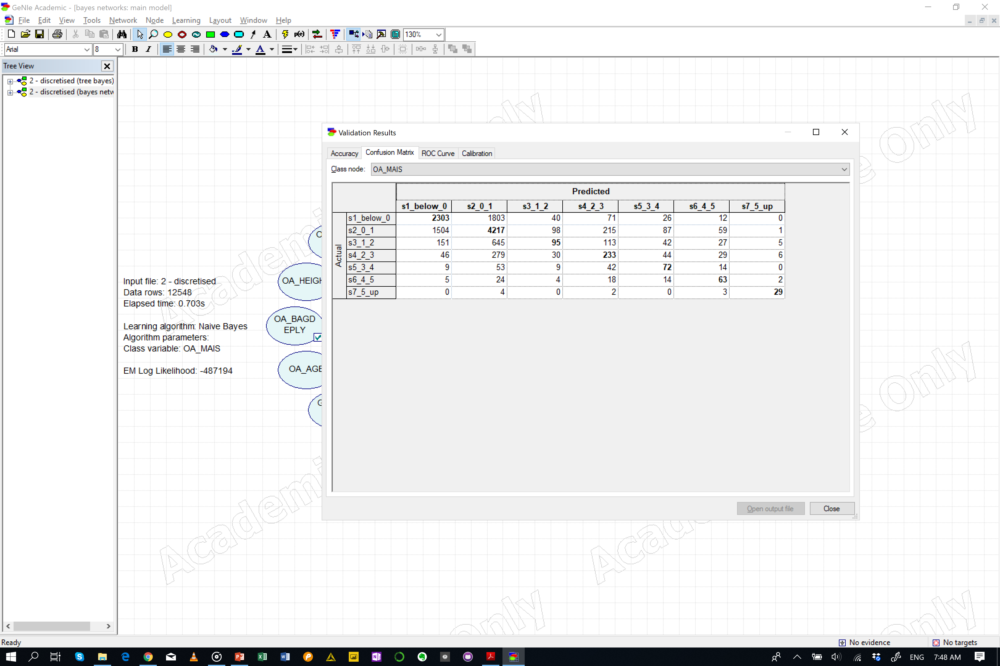 GeNIe Academic - [bayes networks: main model]
File Edit View Tools Network Node Learning Layout Window Help
p(e) 130%
Arial 8 B I A
Tree View
2 - discretised (tree bayes)
2 - discretised (bayes netw
Input file: 2 - discretised
Data rows: 12548
Elapsed time: 0.703s
Learning algorithm: Naive Bayes
Algorithm parameters:
Class variable: OA_MAIS
EM Log Likelihood: -487194
OA_HEIGH
OA_BAGD
EPLY
OA_AGE
Validation Results
Accuracy Confusion Matrix ROC Curve Calibration
Class node: OA_MAIS
Predicted
s1_below_0 s2_0_1 s3_1_2 s4_2_3 s5_3_4 s6_4_5 s7_5_up
Actual
s1_below_0 2303 1803 40 71 26 12 0
s2_0_1 1504 4217 98 215 87 59 1
s3_1_2 151 645 95 113 42 27 5
s4_2_3 46 279 30 233 44 29 6
s5_3_4 9 53 9 42 72 14 0
s6_4_5 5 24 4 18 14 63 2
s7_5_up 0 4 0 2 0 3 29
Open output file Close
Academi
Academi
Acad
Only
Only
Only
Only
Ready No evidence No targets
ENG 7:48 AM